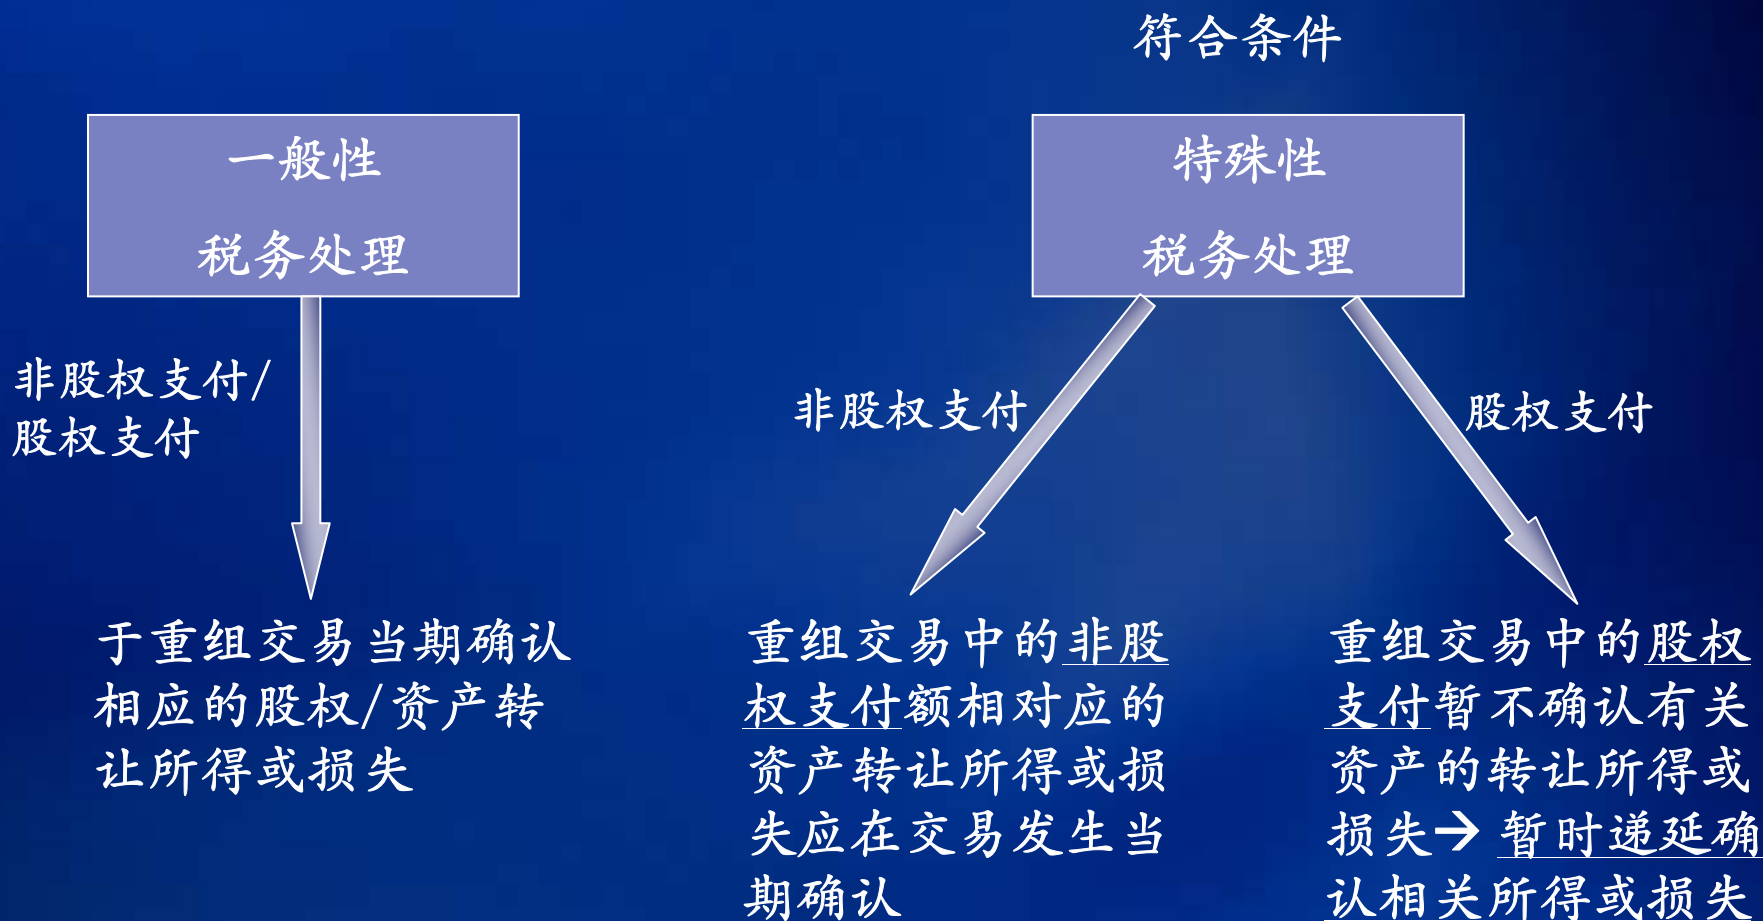 符合条件
一般性
税务处理
特殊性
税务处理
非股权支付/
股权支付
非股权支付
股权支付
于重组交易当期确认
相应的股权/资产转
让所得或损失
重组交易中的非股
权支付额相对应的
资产转让所得或损
失应在交易发生当
期确认
重组交易中的股权
支付暂不确认有关
资产的转让所得或
损失→ 暂时递延确
认相关所得或损失